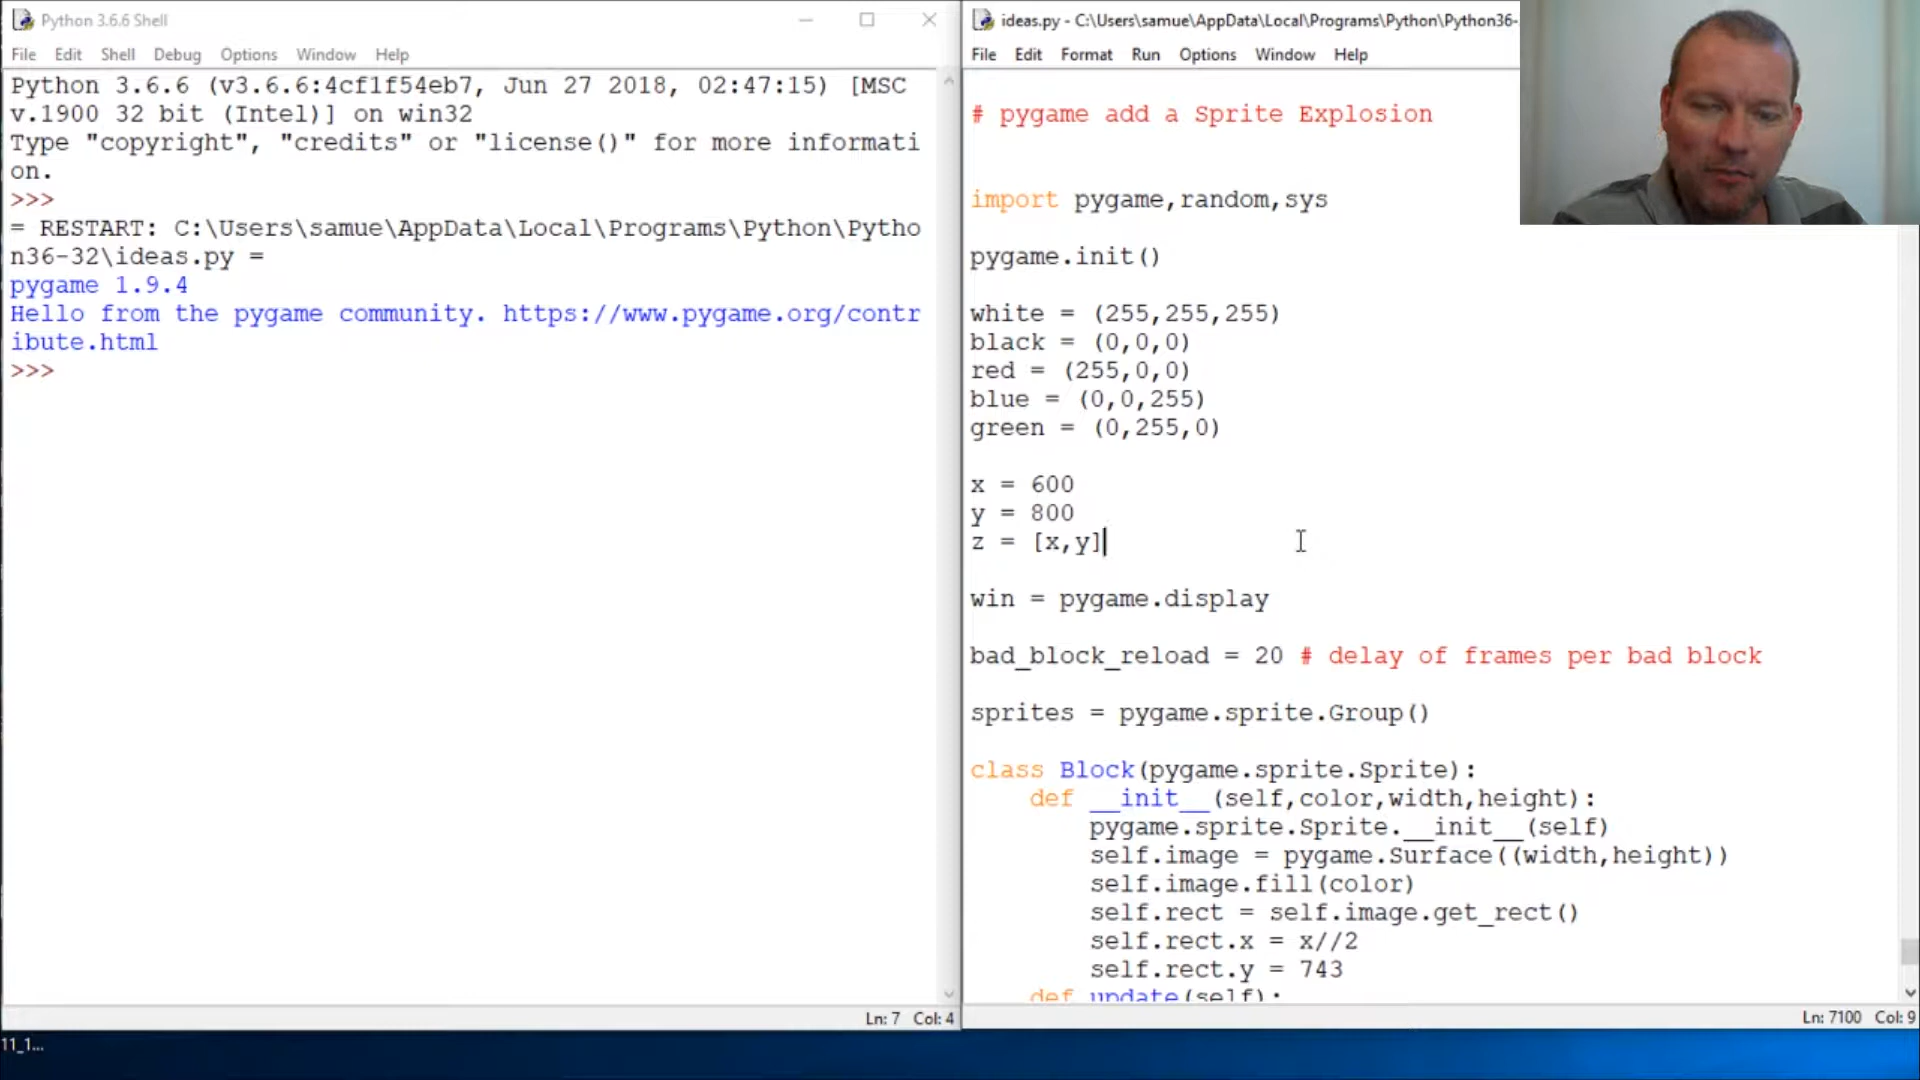 Python 3.6.6 Shell
File Edit Shell Debug Options Window Help
Python 3.6.6 (v3.6.6:4cf1f54eb7, Jun 27 2018, 02:47:15) [MSC
v.1900 32 bit (Intel)] on win32
Type "copyright", "credits" or "license()" for more informati
on.
>>>
= RESTART: C:\Users\samue\AppData\Local\Programs\Python\Pytho
n36-32\ideas.py =
pygame 1.9.4
Hello from the pygame community. https://www.pygame.org/contr
ibute.html
>>>
Ln: 7 Col: 4
11_1...
ideas.py - C:\Users\samue\AppData\Local\Programs\Python\Python36-
File Edit Format Run Options Window Help
# pygame add a Sprite Explosion
import pygame,random,sys
pygame.init()
white = (255,255,255)
black = (0,0,0)
red = (255,0,0)
blue = (0,0,255)
green = (0,255,0)
x = 600
y = 800
z = [x,y]
win = pygame.display
bad_block_reload = 20 # delay of frames per bad block
sprites = pygame.sprite.Group()
class Block(pygame.sprite.Sprite):
    def __init__(self,color,width,height):
        pygame.sprite.Sprite.__init__(self)
        self.image = pygame.Surface((width,height))
        self.image.fill(color)
        self.rect = self.image.get_rect()
        self.rect.x = x//2
        self.rect.y = 743
    def update(self):
Ln: 7100 Col: 9